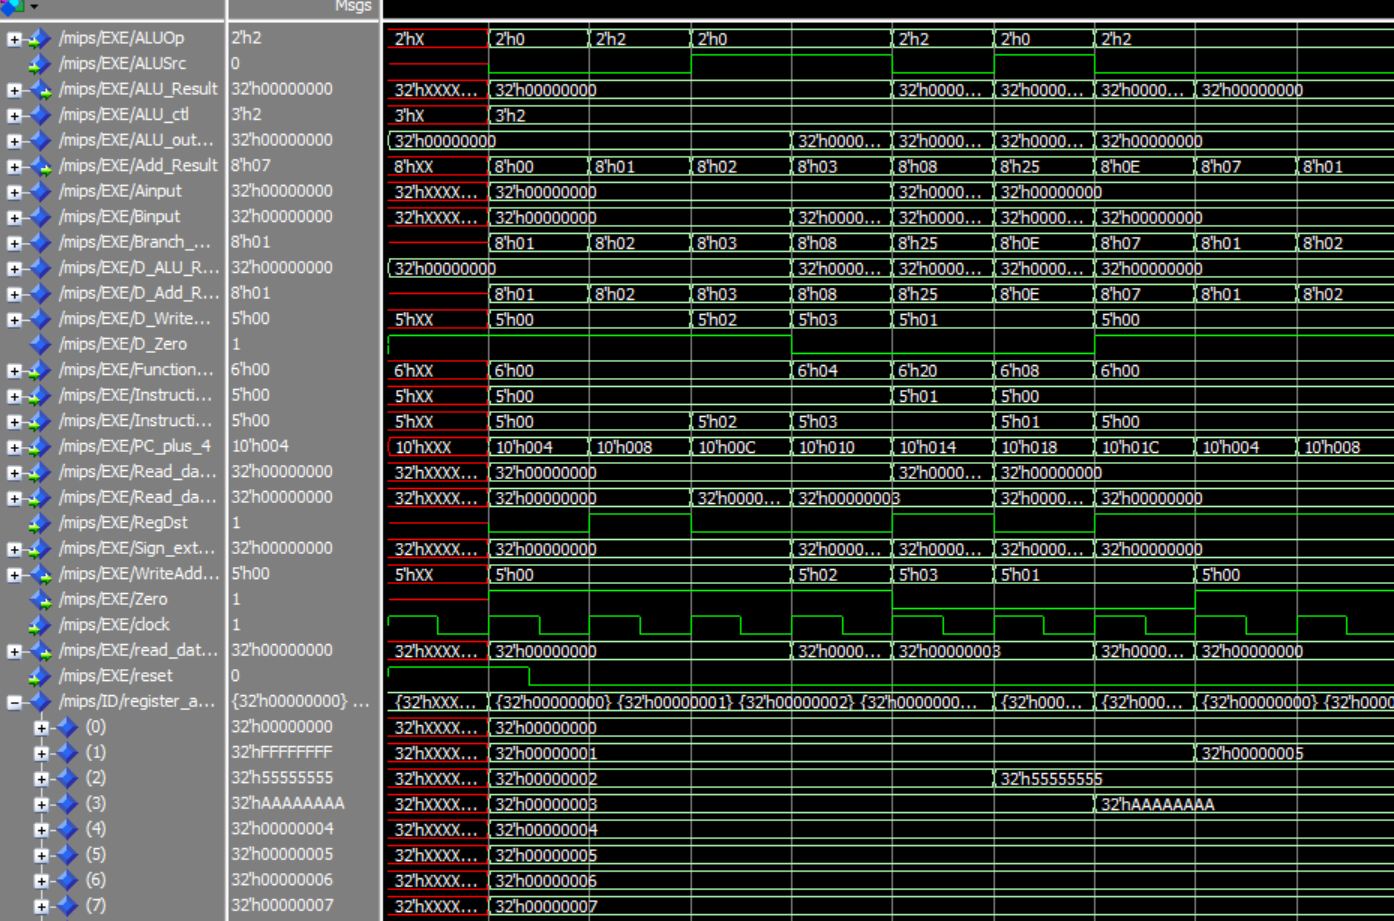 Msgs
/mips/EXE/ALUOp 2'h2 2'hX 2'h0 2'h2 2'h0 2'h2 2'h0 2'h2
/mips/EXE/ALUSrc 0
/mips/EXE/ALU_Result 32'h00000000 32'hXXXX... 32'h00000000 32'h0000... 32'h0000... 32'h0000... 32'h00000000
/mips/EXE/ALU_ctl 3'h2 3'hX 3'h2
/mips/EXE/ALU_out... 32'h00000000 32'h00000000 32'h0000... 32'h0000... 32'h0000... 32'h00000000
/mips/EXE/Add_Result 8'h07 8'hXX 8'h00 8'h01 8'h02 8'h03 8'h08 8'h25 8'h0E 8'h07 8'h01
/mips/EXE/Ainput 32'h00000000 32'hXXXX... 32'h00000000 32'h0000... 32'h00000000
/mips/EXE/Binput 32'h00000000 32'hXXXX... 32'h00000000 32'h0000... 32'h0000... 32'h0000... 32'h00000000
/mips/EXE/Branch_... 8'h01 8'h01 8'h02 8'h03 8'h08 8'h25 8'h0E 8'h07 8'h01 8'h02
/mips/EXE/D_ALU_R... 32'h00000000 32'h00000000 32'h0000... 32'h0000... 32'h0000... 32'h00000000
/mips/EXE/D_Add_R... 8'h01 8'h01 8'h02 8'h03 8'h08 8'h25 8'h0E 8'h07 8'h01 8'h02
/mips/EXE/D_Write... 5'h00 5'hXX 5'h00 5'h02 5'h03 5'h01 5'h00
/mips/EXE/D_Zero 1
/mips/EXE/Function... 6'h00 6'hXX 6'h00 6'h04 6'h20 6'h08 6'h00
/mips/EXE/Instructi... 5'h00 5'hXX 5'h00 5'h01 5'h00
/mips/EXE/Instructi... 5'h00 5'hXX 5'h00 5'h02 5'h03 5'h01 5'h00
/mips/EXE/PC_plus_4 10'h004 10'hXXX 10'h004 10'h008 10'h00C 10'h010 10'h014 10'h018 10'h01C 10'h004 10'h008
/mips/EXE/Read_da... 32'h00000000 32'hXXXX... 32'h00000000 32'h0000... 32'h00000000
/mips/EXE/Read_da... 32'h00000000 32'hXXXX... 32'h00000000 32'h0000... 32'h00000003 32'h0000... 32'h00000000
/mips/EXE/RegDst 1
/mips/EXE/Sign_ext... 32'h00000000 32'hXXXX... 32'h00000000 32'h0000... 32'h0000... 32'h0000... 32'h00000000
/mips/EXE/WriteAdd... 5'h00 5'hXX 5'h00 5'h02 5'h03 5'h01 5'h00
/mips/EXE/Zero 1
/mips/EXE/clock 1
/mips/EXE/read_dat... 32'h00000000 32'hXXXX... 32'h00000000 32'h0000... 32'h00000003 32'h0000... 32'h00000000
/mips/EXE/reset 0
/mips/ID/register_a... {32'h00000000} ... {32'hXXX... {32'h00000000} {32'h00000001} {32'h00000002} {32'h0000000... {32'h000... {32'h000... {32'h00000000} {32'h0000
(0) 32'h00000000 32'hXXXX... 32'h00000000
(1) 32'hFFFFFFFF 32'hXXXX... 32'h00000001 32'h00000005
(2) 32'h55555555 32'hXXXX... 32'h00000002 32'h55555555
(3) 32'hAAAAAAAA 32'hXXXX... 32'h00000003 32'hAAAAAAAA
(4) 32'h00000004 32'hXXXX... 32'h00000004
(5) 32'h00000005 32'hXXXX... 32'h00000005
(6) 32'h00000006 32'hXXXX... 32'h00000006
(7) 32'h00000007 32'hXXXX... 32'h00000007